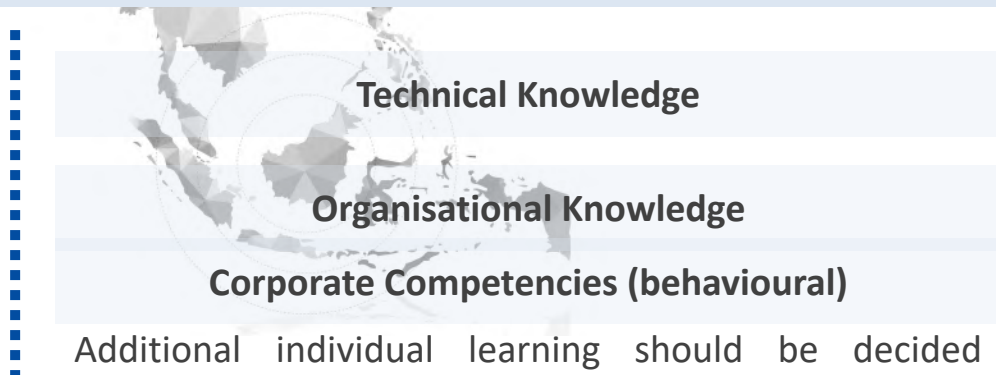 Technical Knowledge
Organisational Knowledge
Corporate Competencies (behavioural)
Additional individual learning should be decided